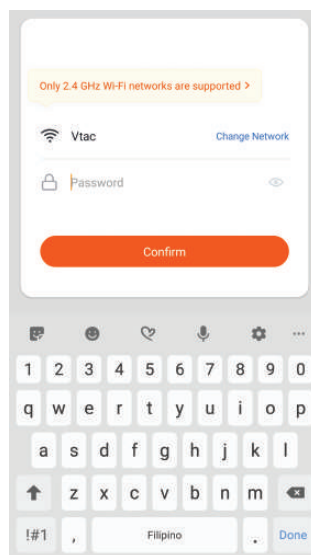 Only 2.4 GHz Wi-Fi networks are supported >
Vtac Change Network
Password
Confirm
1 2 3 4 5 6 7 8 9 0
q w e r t y u i o p
a s d f g h j k l
z x c v b n m
!#1 , Filipino . Done